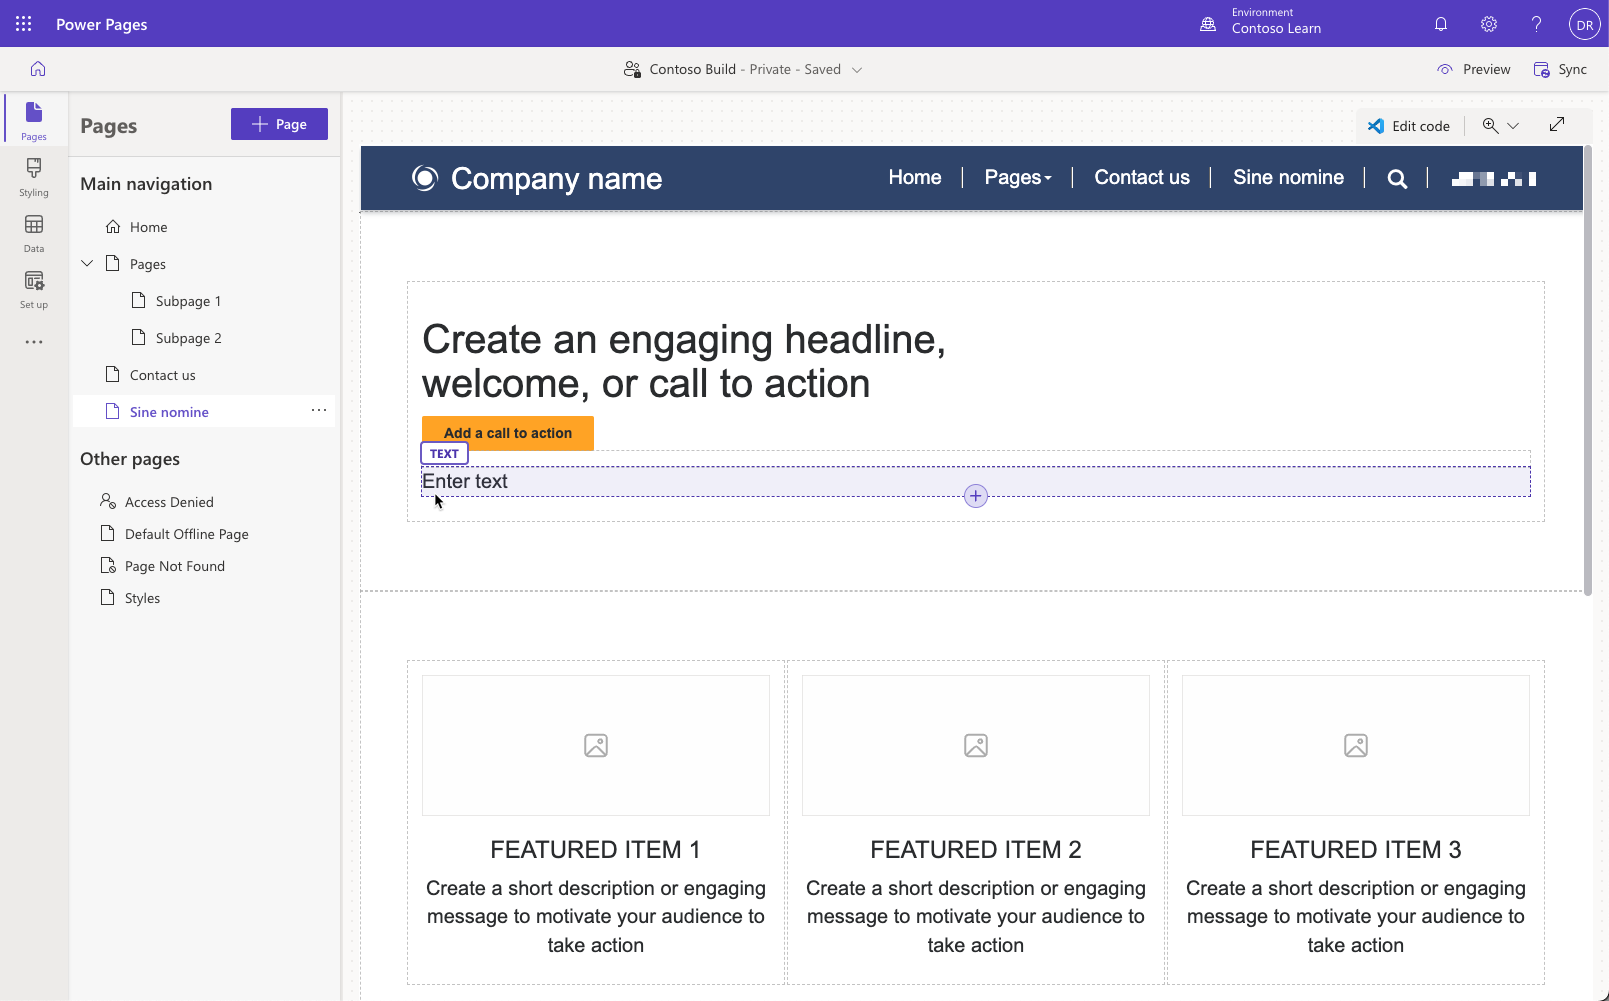 Power Pages
Environment
Contoso Learn
DR
Contoso Build - Private - Saved
Preview
Sync
Pages
Styling
Data
Set up
Pages
Page
Main navigation
Home
Pages
Subpage 1
Subpage 2
Contact us
Sine nomine
Other pages
Access Denied
Default Offline Page
Page Not Found
Styles
Edit code
Company name
Home
Pages
Contact us
Sine nomine
Create an engaging headline,
welcome, or call to action
Add a call to action
TEXT
Enter text
FEATURED ITEM 1
Create a short description or engaging
message to motivate your audience to
take action
FEATURED ITEM 2
Create a short description or engaging
message to motivate your audience to
take action
FEATURED ITEM 3
Create a short description or engaging
message to motivate your audience to
take action